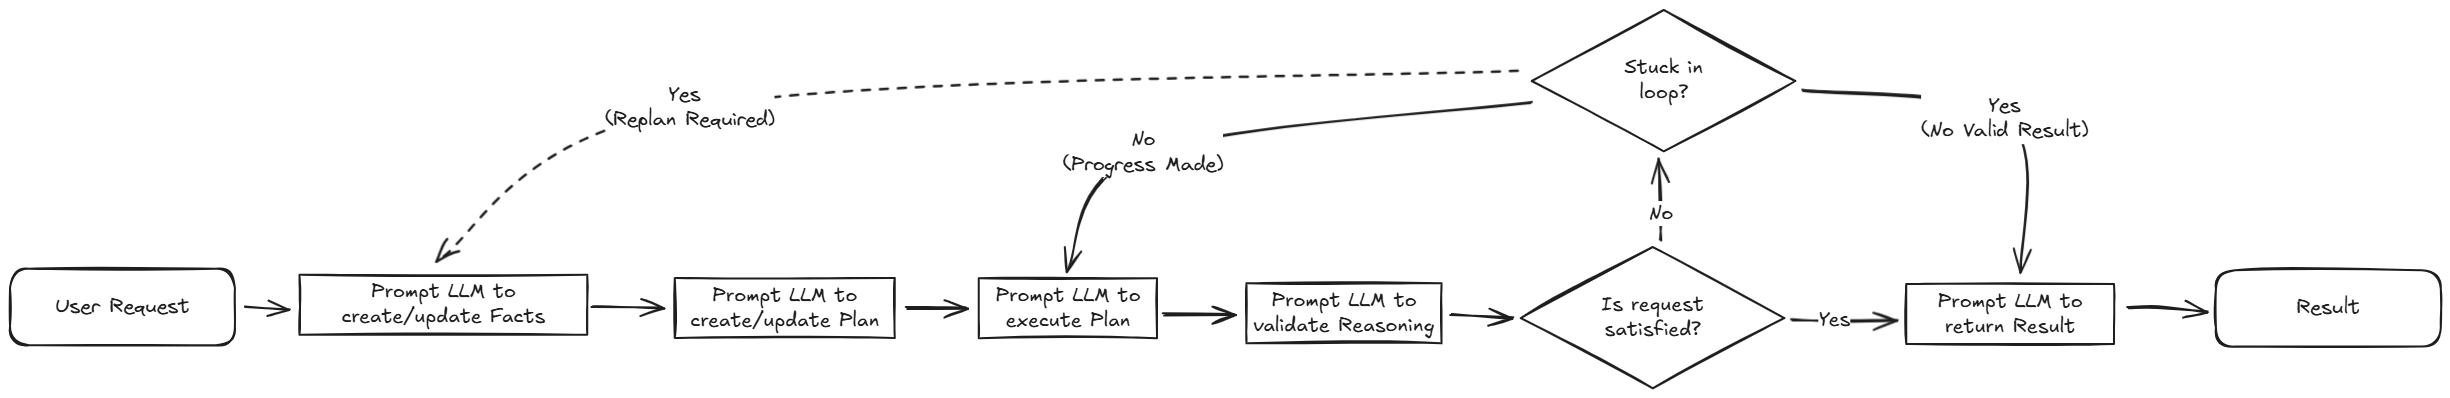 Stuck in
loop?
Yes
(Replan Required)
Yes
(No Valid Result)
No
(Progress Made)
No
User Request
Prompt LLM to
create/update Facts
Prompt LLM to
create/update Plan
Prompt LLM to
execute Plan
Prompt LLM to
validate Reasoning
Is request
satisfied?
Yes
Prompt LLM to
return Result
Result